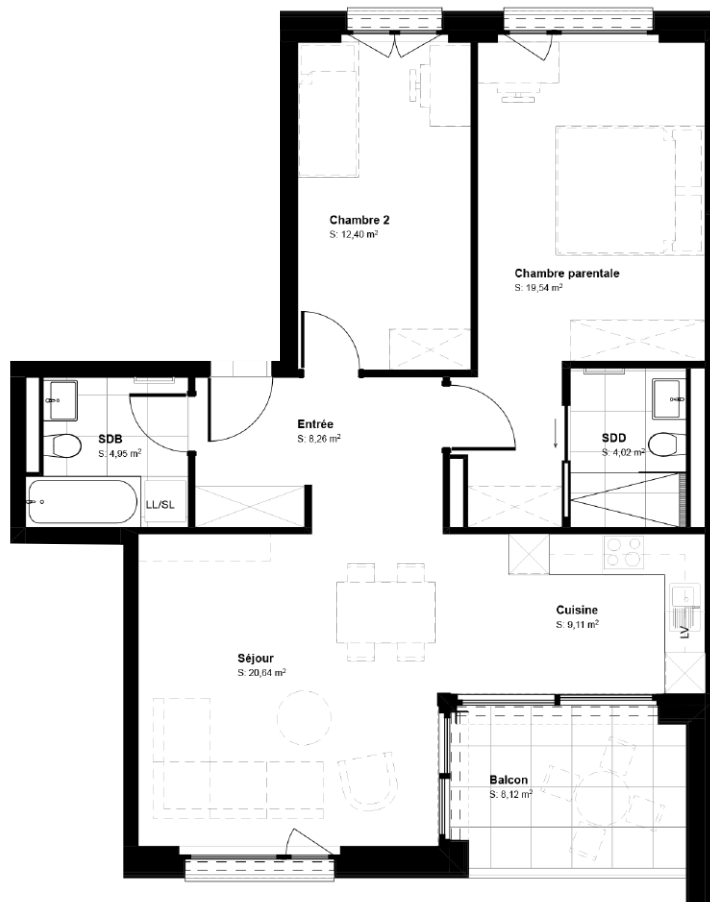 Chambre 2
S: 12,40 m²
Chambre parentale
S: 19,54 m²
Entrée
S: 8,26 m²
SDB
S: 4,95 m²
SDD
S: 4,02 m²
LL/SL
Cuisine
S: 9,11 m²
LV
Séjour
S: 20,64 m²
Balcon
S: 8,12 m²